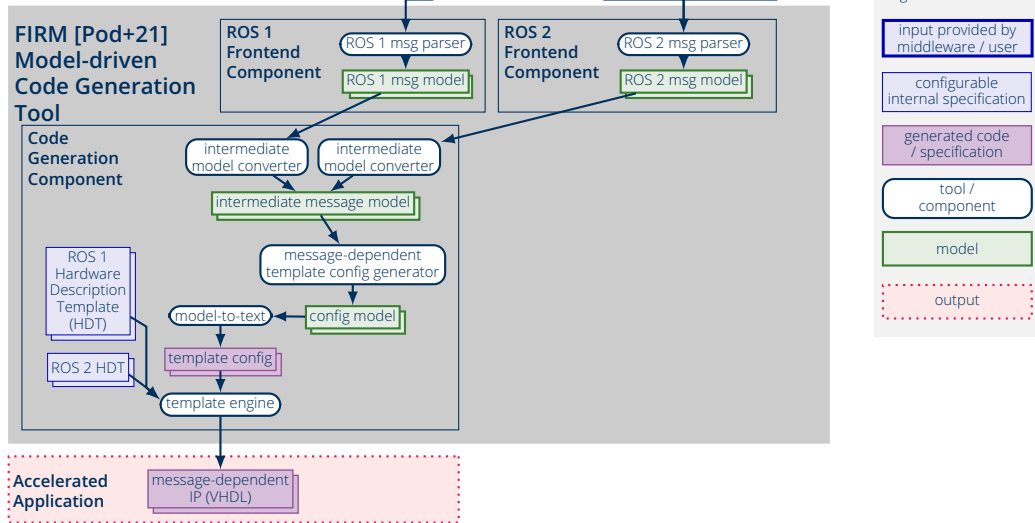 FIRM [Pod+21]
Model-driven
Code Generation
Tool
ROS 1
Frontend
Component
ROS 1 msg parser
ROS 1 msg model
ROS 2
Frontend
Component
ROS 2 msg parser
ROS 2 msg model
Code
Generation
Component
intermediate
model converter
intermediate
model converter
intermediate message model
message-dependent
template config generator
ROS 1
Hardware
Description
Template
(HDT)
model-to-text
config model
template config
ROS 2 HDT
template engine
Accelerated
Application
message-dependent
IP (VHDL)
input provided by
middleware / user
configurable
internal specification
generated code
/ specification
tool /
component
model
output